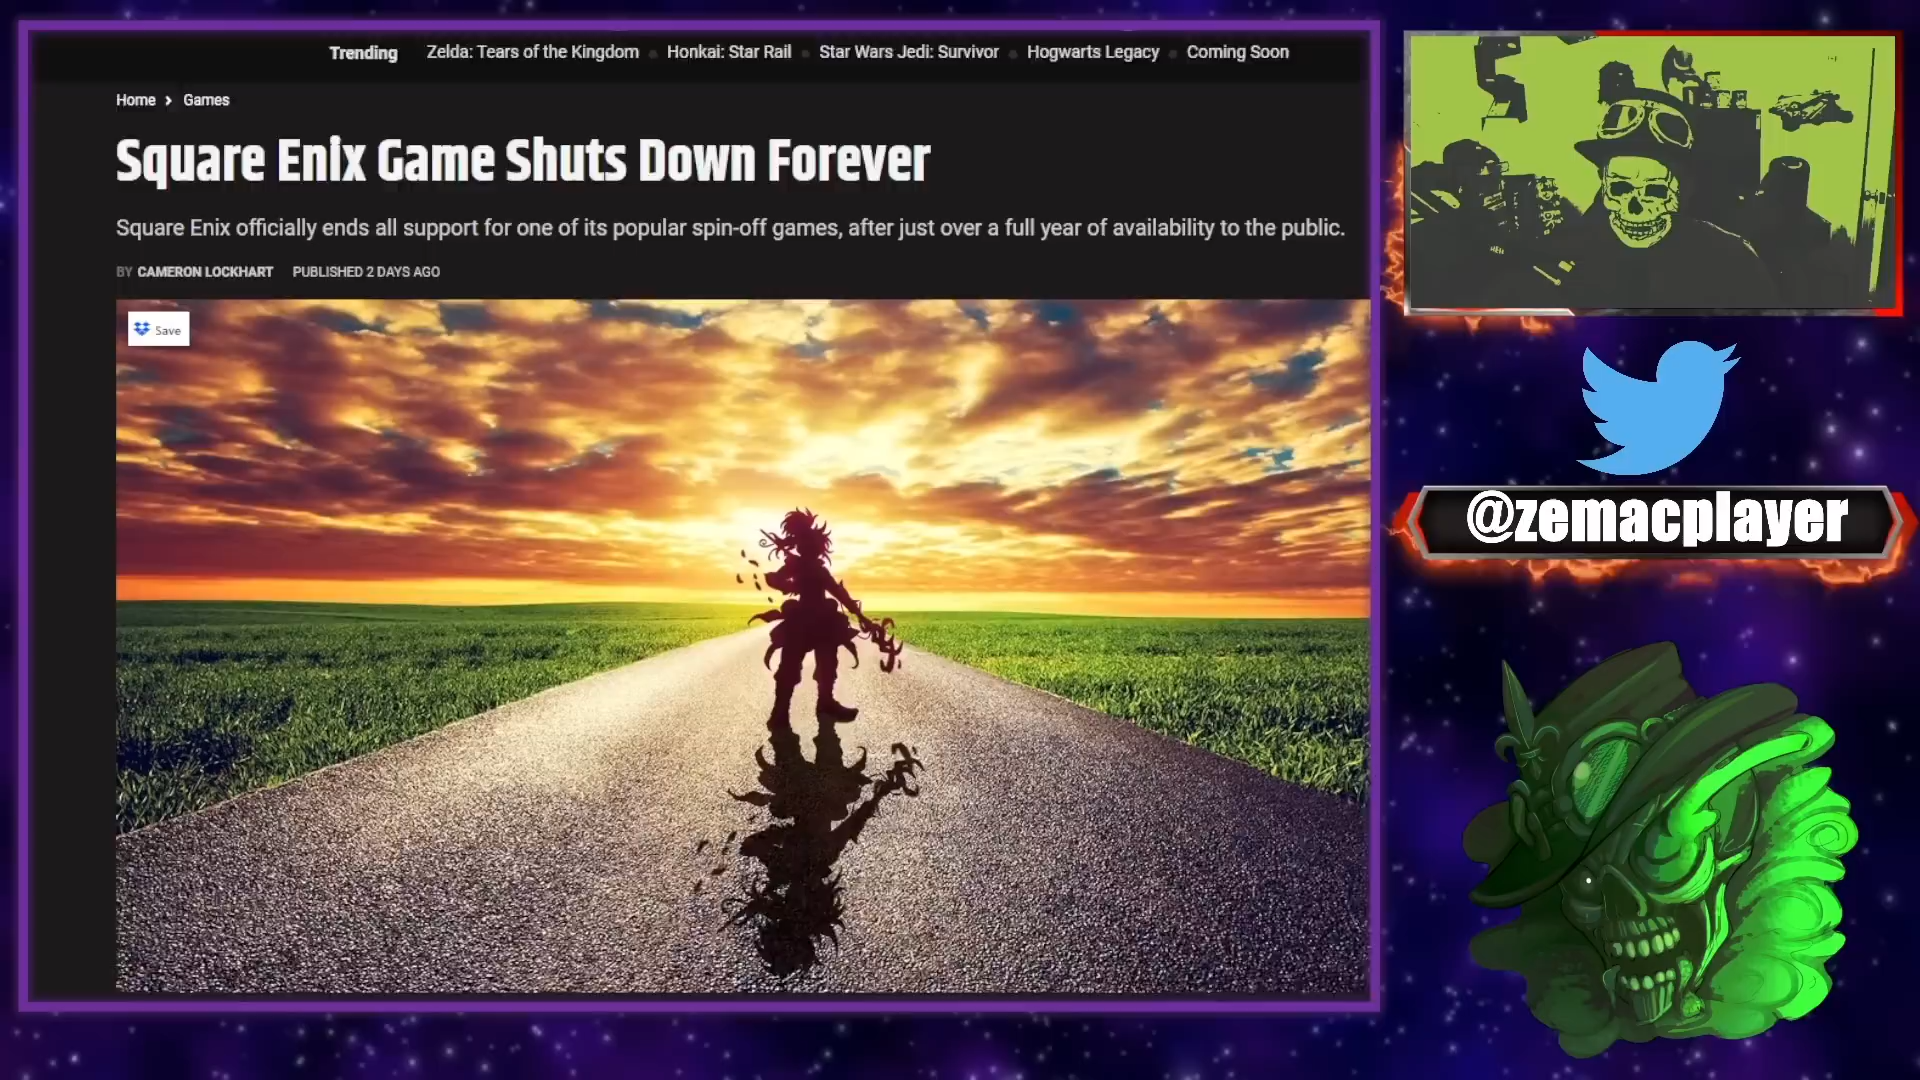 Trending Zelda: Tears of the Kingdom Honkai: Star Rail Star Wars Jedi: Survivor Hogwarts Legacy Coming Soon
Home > Games
Square Enix Game Shuts Down Forever
Square Enix officially ends all support for one of its popular spin-off games, after just over a full year of availability to the public.
BY CAMERON LOCKHART PUBLISHED 2 DAYS AGO
Save
@zemacplayer